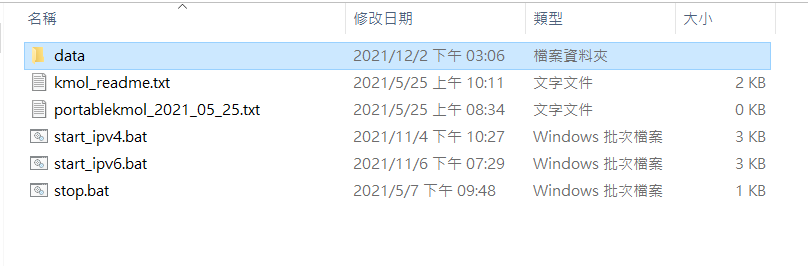 名稱 修改日期 類型 大小
data 2021/12/2 下午 03:06 檔案資料夾
kmol_readme.txt 2021/5/25 上午 10:11 文字文件 2 KB
portablekmol_2021_05_25.txt 2021/5/25 上午 08:34 文字文件 0 KB
start_ipv4.bat 2021/11/4 下午 10:27 Windows 批次檔案 3 KB
start_ipv6.bat 2021/11/6 下午 07:29 Windows 批次檔案 3 KB
stop.bat 2021/5/7 下午 09:48 Windows 批次檔案 1 KB